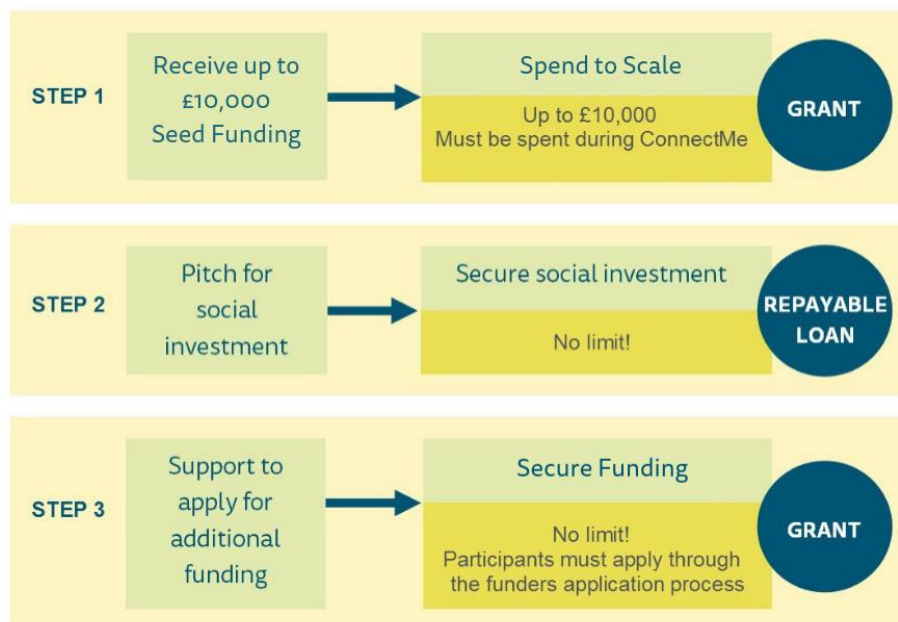 STEP 1
Receive up to
£10,000
Seed Funding
Spend to Scale
Up to £10,000
Must be spent during ConnectMe
GRANT
STEP 2
Pitch for
social
investment
Secure social investment
No limit!
REPAYABLE
LOAN
STEP 3
Support to
apply for
additional
funding
Secure Funding
No limit!
Participants must apply through
the funders application process
GRANT